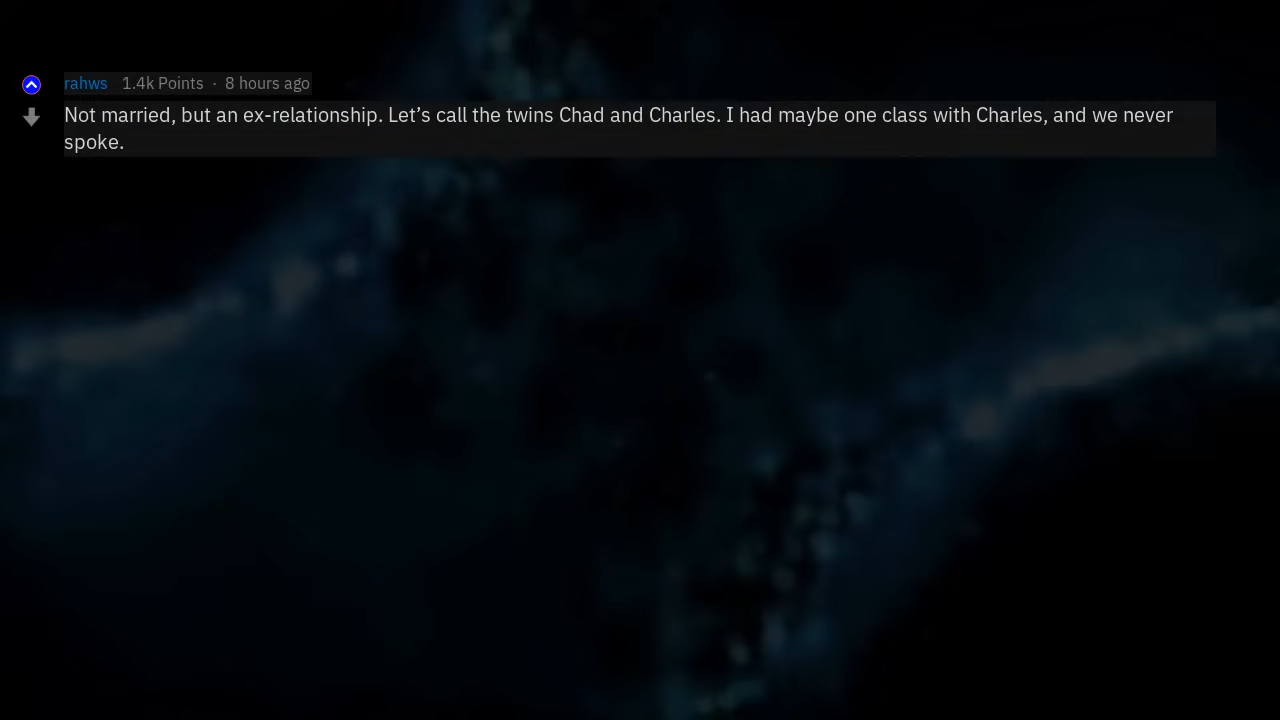 rahws 1.4k Points · 8 hours ago
Not married, but an ex-relationship. Let’s call the twins Chad and Charles. I had maybe one class with Charles, and we never
spoke.